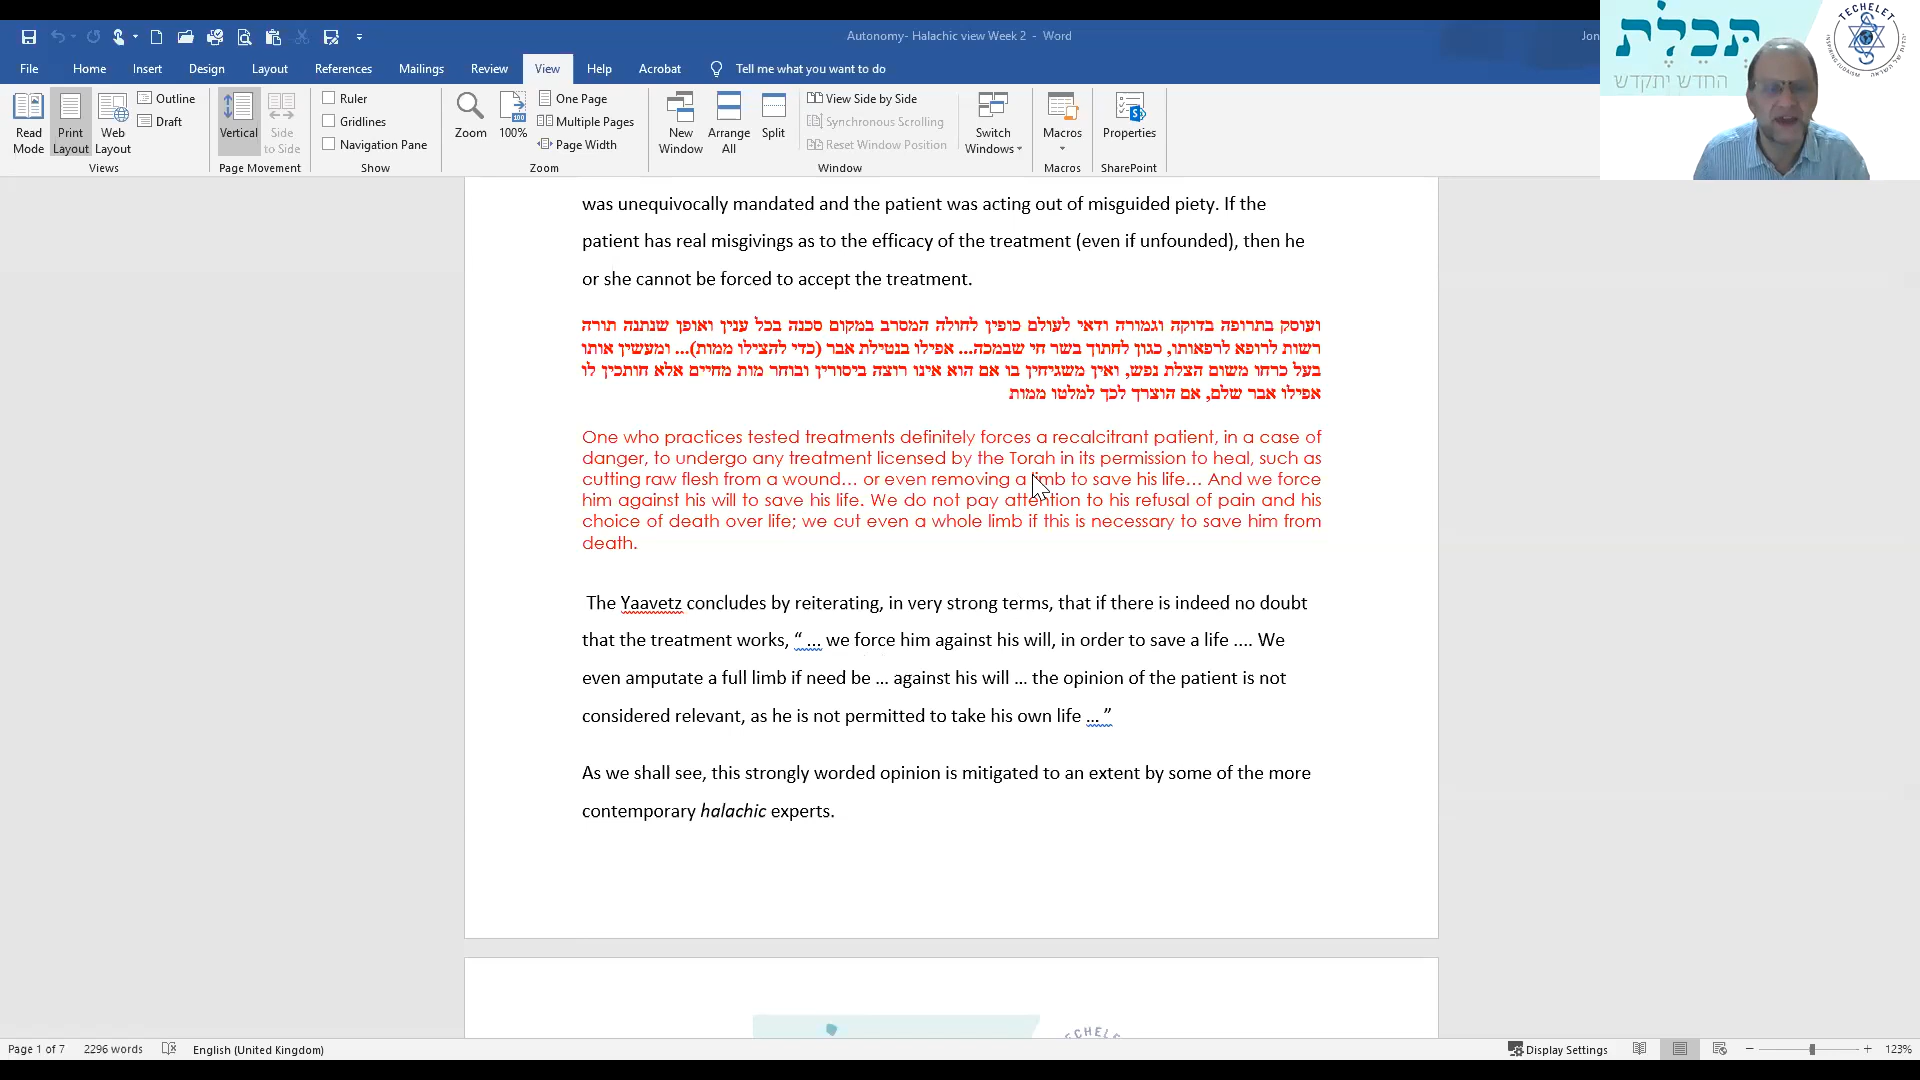 Autonomy- Halachic view Week 2 - Word
Jon
File Home Insert Design Layout References Mailings Review View Help Acrobat Tell me what you want to do
Read Mode
Print Layout
Web Layout
Outline
Draft
Views
Vertical
Side to Side
Page Movement
Ruler
Gridlines
Navigation Pane
Show
Zoom
100%
One Page
Multiple Pages
Page Width
Zoom
New Window
Arrange All
Split
View Side by Side
Synchronous Scrolling
Reset Window Position
Window
Switch Windows
Macros
Macros
Properties
SharePoint
תְּכֵלֶת
החדש יתקדש
TECHELET
was unequivocally mandated and the patient was acting out of misguided piety. If the
patient has real misgivings as to the efficacy of the treatment (even if unfounded), then he
or she cannot be forced to accept the treatment.
ועוסק בתרופה בדוקה וגמורה ודאי לעולם כופין לחולה המסרב במקום סכנה בכל ענין ואופן שנתנה תורה
רשות לרופא לרפאותו, כגון לחתוך בשר חי שבמכה... אפילו בנטילת אבר (כדי להצילו ממות)... ומעשין אותו
בעל כרחו משום הצלת נפש, ואין משגיחין בו אם הוא אינו רוצה ביסורין ובוחר מות מחיים אלא חותכין לו
אפילו אבר שלם, אם הוצרך לכך למלטו ממות
One who practices tested treatments definitely forces a recalcitrant patient, in a case of
danger, to undergo any treatment licensed by the Torah in its permission to heal, such as
cutting raw flesh from a wound… or even removing a limb to save his life… And we force
him against his will to save his life. We do not pay attention to his refusal of pain and his
choice of death over life; we cut even a whole limb if this is necessary to save him from
death.
The Yaavetz concludes by reiterating, in very strong terms, that if there is indeed no doubt
that the treatment works, “ ... we force him against his will, in order to save a life .... We
even amputate a full limb if need be ... against his will ... the opinion of the patient is not
considered relevant, as he is not permitted to take his own life ... ”
As we shall see, this strongly worded opinion is mitigated to an extent by some of the more
contemporary halachic experts.
Page 1 of 7 2296 words English (United Kingdom) Display Settings 123%